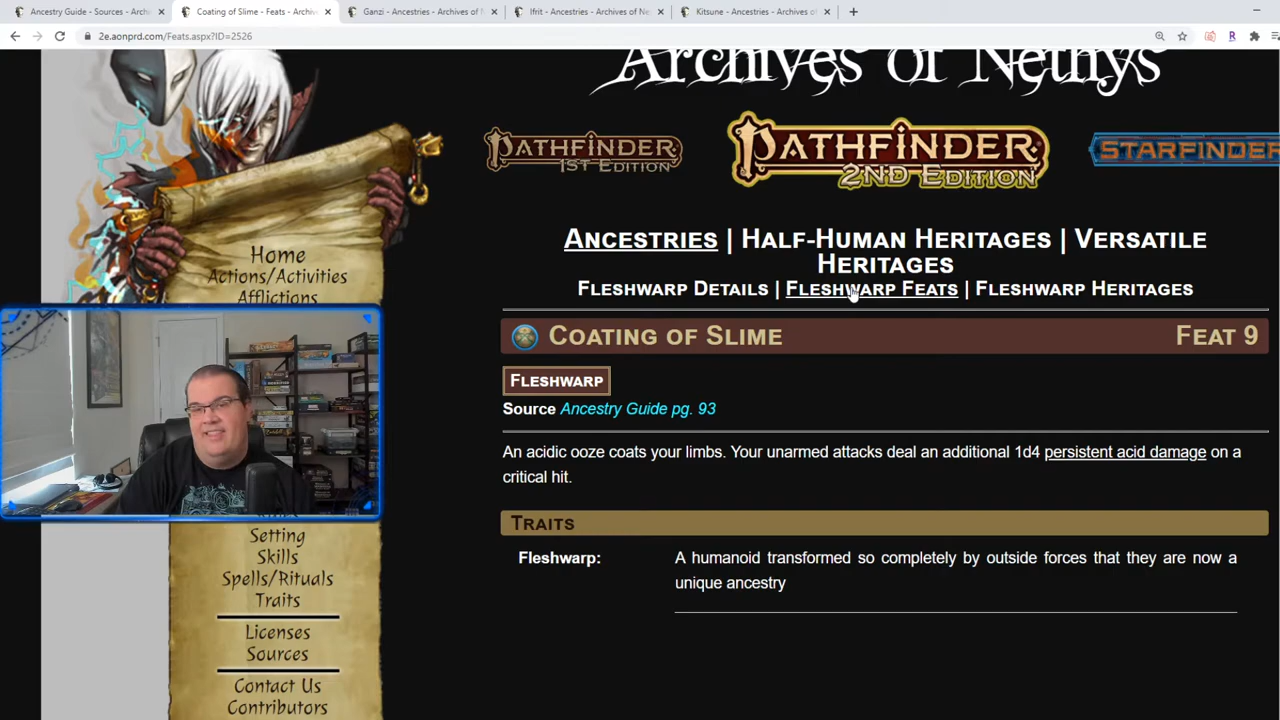 Ancestry Guide - Sources - Archi
Coating of Slime - Feats - Archiv
Ganzi - Ancestries - Archives of N
Ifrit - Ancestries - Archives of Ne
Kitsune - Ancestries - Archives of
2e.aonprd.com/Feats.aspx?ID=2526
Archives of Nethys
PATHFINDER
1ST EDITION
PATHFINDER
2ND EDITION
STARFINDER
ANCESTRIES | HALF-HUMAN HERITAGES | VERSATILE
HERITAGES
FLESHWARP DETAILS | FLESHWARP FEATS | FLESHWARP HERITAGES
Home
Actions/Activities
Afflictions
COATING OF SLIME FEAT 9
FLESHWARP
Source Ancestry Guide pg. 93
An acidic ooze coats your limbs. Your unarmed attacks deal an additional 1d4 persistent acid damage on a
critical hit.
TRAITS
Fleshwarp: A humanoid transformed so completely by outside forces that they are now a
unique ancestry
Setting
Skills
Spells/Rituals
Traits
Licenses
Sources
Contact Us
Contributors